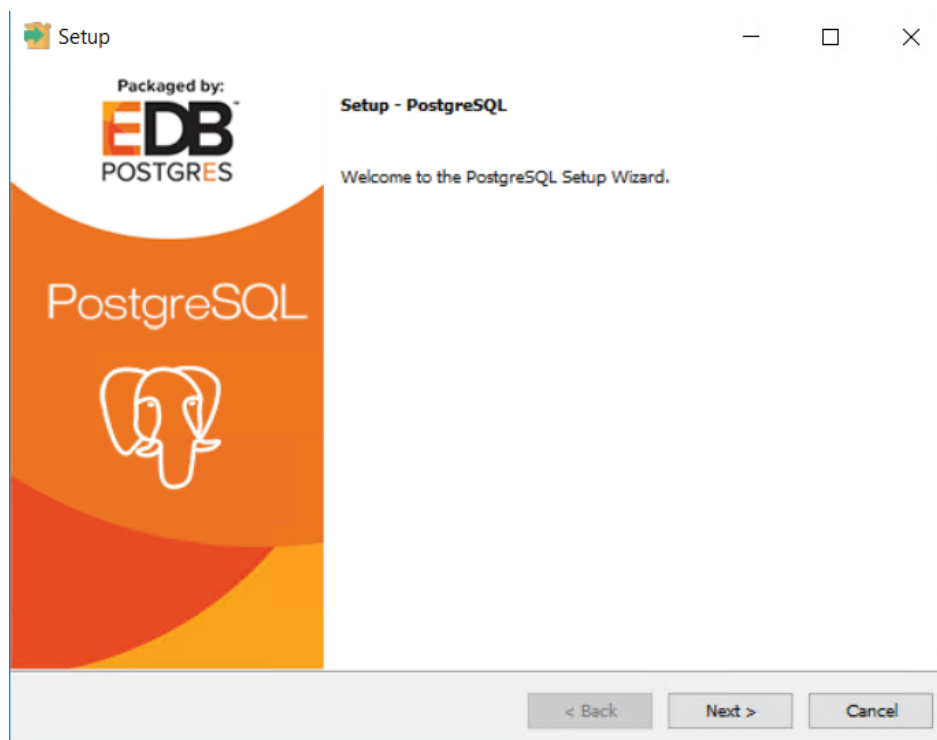 Setup
Packaged by:
EDB
POSTGRES
Setup - PostgreSQL
Welcome to the PostgreSQL Setup Wizard.
PostgreSQL
< Back
Next >
Cancel